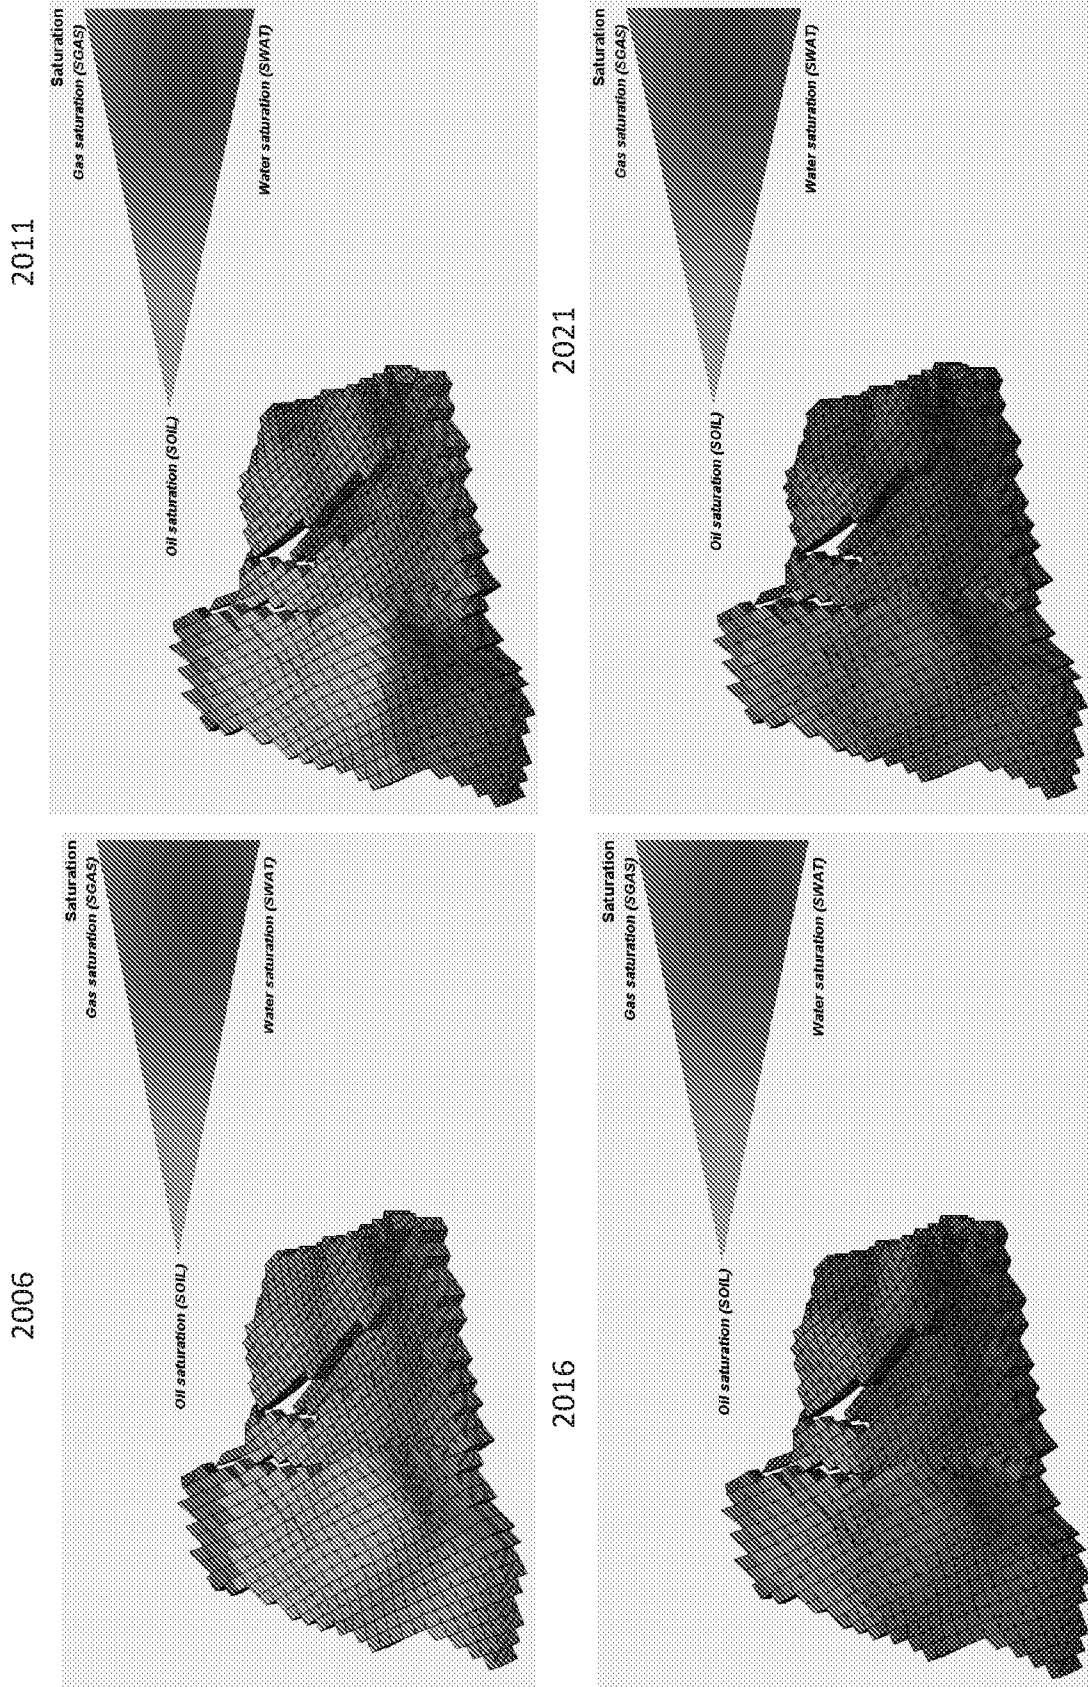 2006
Saturation
Gas saturation (SGAS)
Oil saturation (SOIL)
Water saturation (SWAT)
2011
Saturation
Gas saturation (SGAS)
Oil saturation (SOIL)
Water saturation (SWAT)
2016
Saturation
Gas saturation (SGAS)
Oil saturation (SOIL)
Water saturation (SWAT)
2021
Saturation
Gas saturation (SGAS)
Oil saturation (SOIL)
Water saturation (SWAT)